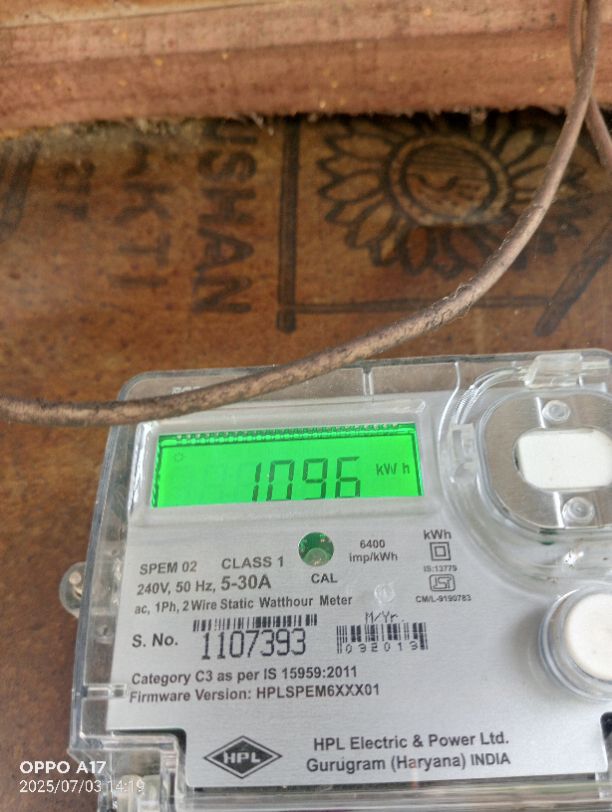 USHAN
KTI
1096 kWh
6400
imp/kWh
kWh
IS:13779
CM/L-9190783
SPEM 02 CLASS 1
CAL
240V, 50 Hz, 5-30A
ac, 1Ph, 2 Wire Static Watthour Meter
M/Yr.
S. No. 1107393
092019
Category C3 as per IS 15959:2011
Firmware Version: HPLSPEM6XXX01
HPL
HPL Electric & Power Ltd.
Gurugram (Haryana) INDIA
OPPO A17
2025/07/03 14:19